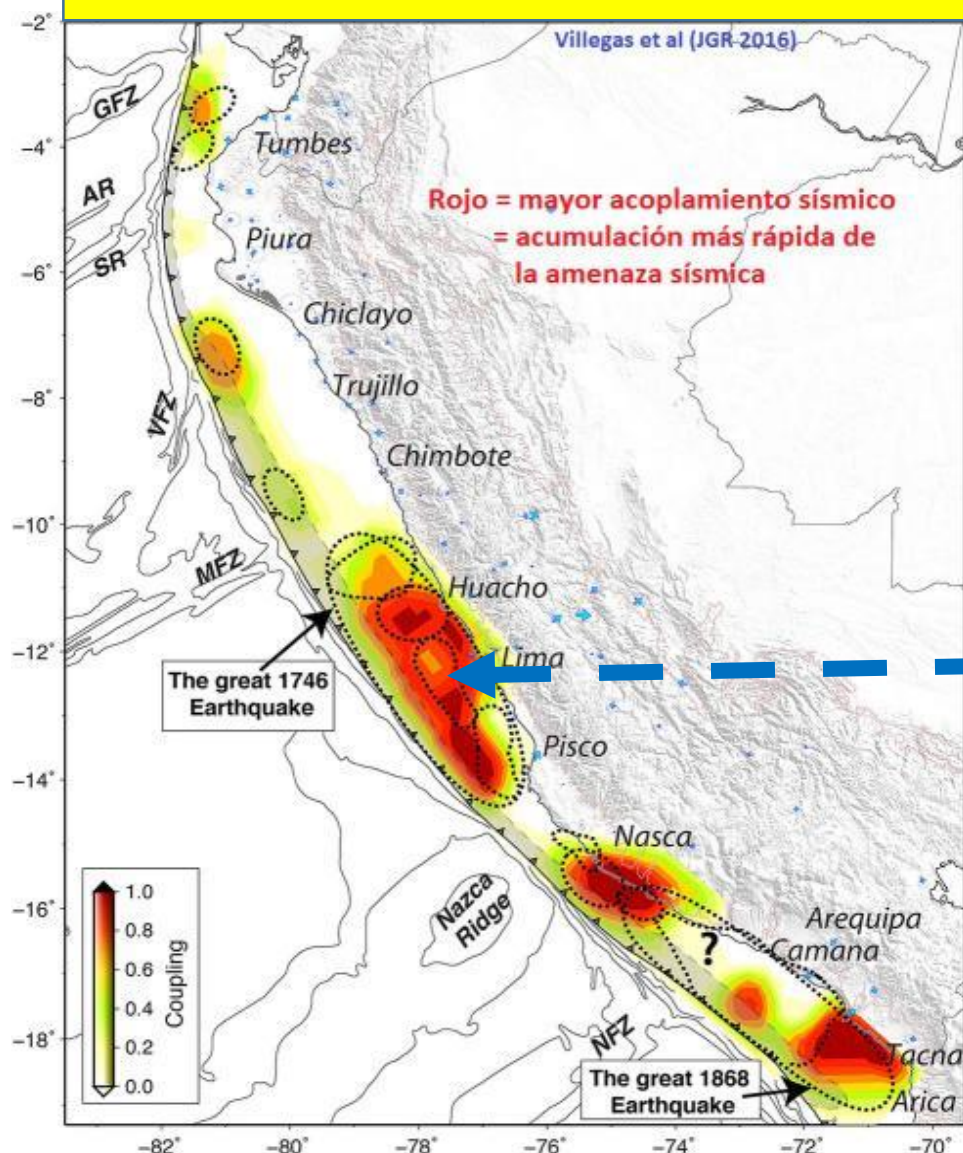 Villegas et al (JGR 2016)
Rojo = mayor acoplamiento sísmico
= acumulación más rápida de
la amenaza sísmica
−2°
−4°
−6°
−8°
−10°
−12°
−14°
−16°
−18°
GFZ
AR
SR
VFZ
MFZ
Tumbes
Piura
Chiclayo
Trujillo
Chimbote
Huacho
Lima
Pisco
Nasca
Arequipa
Camana
Tacna
Arica
The great 1746
Earthquake
Nazca
Ridge
?
NFZ
The great 1868
Earthquake
1.0
0.8
0.6
0.4
0.2
0.0
Coupling
−82°
−80°
−78°
−76°
−74°
−72°
−70°